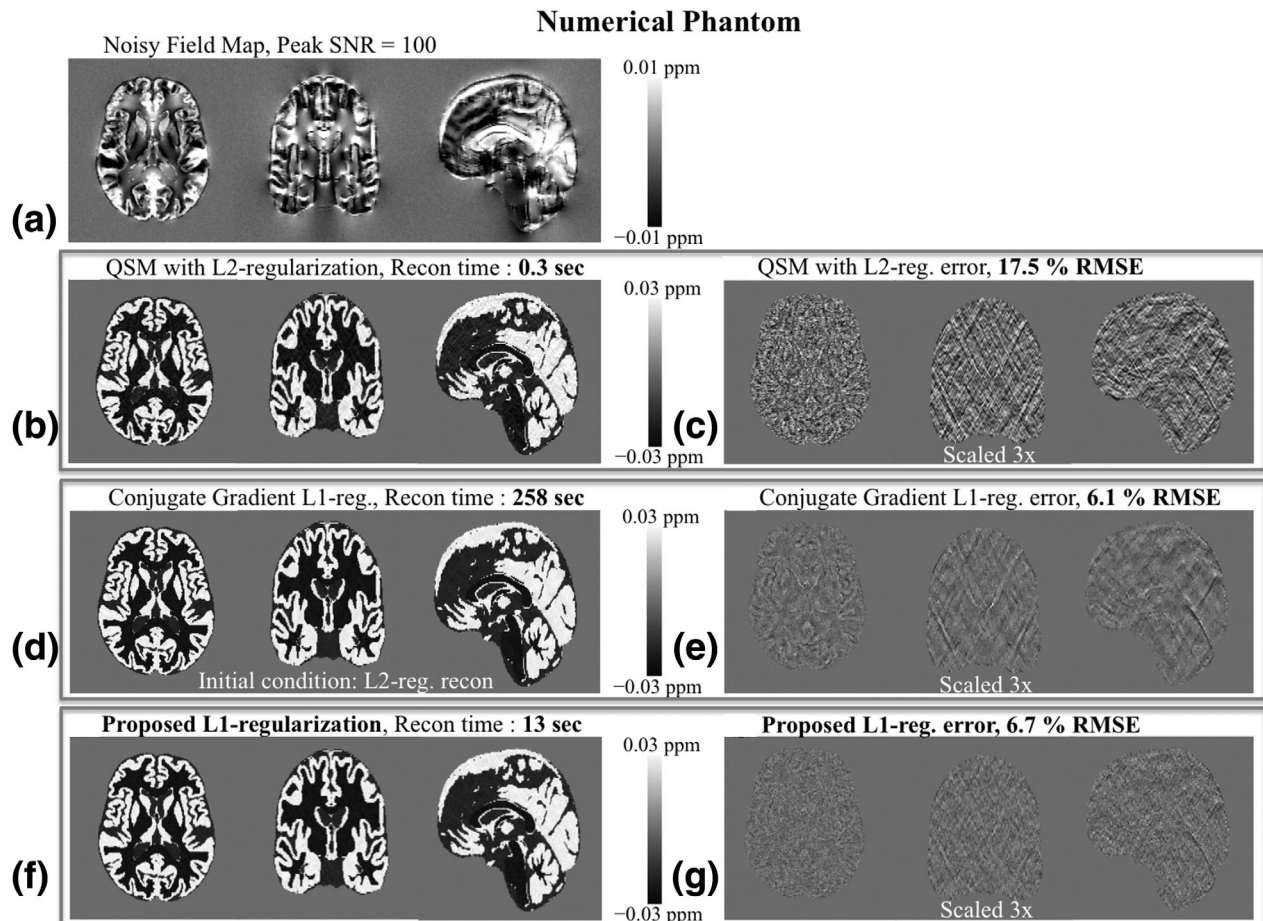 Numerical Phantom
Noisy Field Map, Peak SNR = 100
0.01 ppm
(a)
−0.01 ppm
QSM with L2-regularization, Recon time : 0.3 sec
QSM with L2-reg. error, 17.5 % RMSE
0.03 ppm
(b)
(c)
−0.03 ppm
Scaled 3x
Conjugate Gradient L1-reg., Recon time : 258 sec
Conjugate Gradient L1-reg. error, 6.1 % RMSE
0.03 ppm
(d)
(e)
Initial condition: L2-reg. recon
−0.03 ppm
Scaled 3x
Proposed L1-regularization, Recon time : 13 sec
Proposed L1-reg. error, 6.7 % RMSE
0.03 ppm
(f)
(g)
−0.03 ppm
Scaled 3x